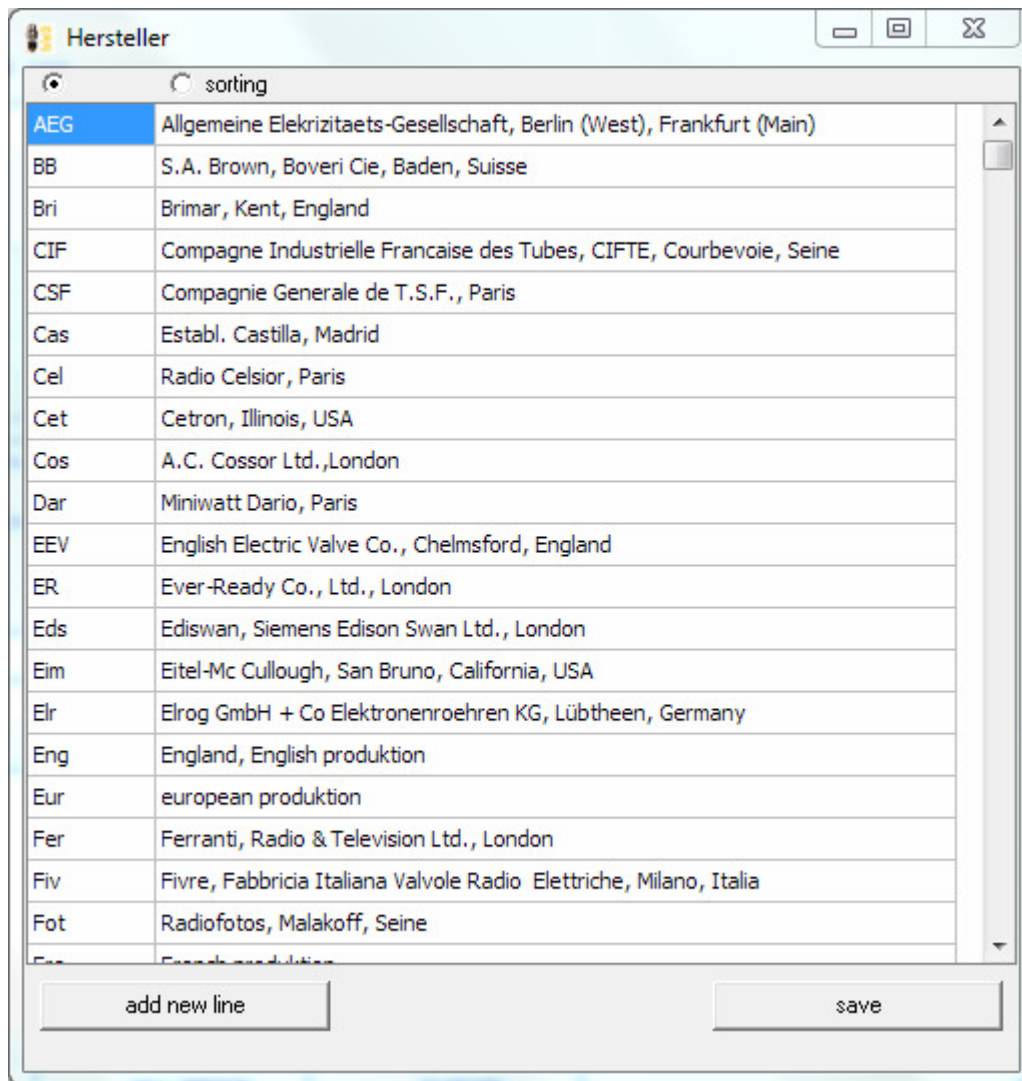 Hersteller
sorting
AEG Allgemeine Elekrizitaets-Gesellschaft, Berlin (West), Frankfurt (Main)
BB S.A. Brown, Boveri Cie, Baden, Suisse
Bri Brimar, Kent, England
CIF Compagne Industrielle Francaise des Tubes, CIFTE, Courbevoie, Seine
CSF Compagnie Generale de T.S.F., Paris
Cas Establ. Castilla, Madrid
Cel Radio Celsior, Paris
Cet Cetron, Illinois, USA
Cos A.C. Cossor Ltd.,London
Dar Miniwatt Dario, Paris
EEV English Electric Valve Co., Chelmsford, England
ER Ever-Ready Co., Ltd., London
Eds Ediswan, Siemens Edison Swan Ltd., London
Eim Eitel-Mc Cullough, San Bruno, California, USA
Elr Elrog GmbH + Co Elektronenroehren KG, Lübtheen, Germany
Eng England, English produktion
Eur european produktion
Fer Ferranti, Radio & Television Ltd., London
Fiv Fivre, Fabbricia Italiana Valvole Radio Elettriche, Milano, Italia
Fot Radiofotos, Malakoff, Seine
French produktion
add new line save